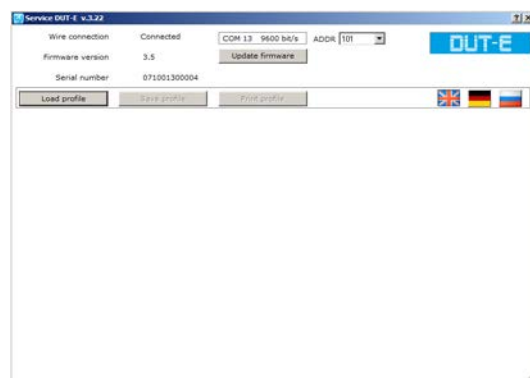 Service DUT-E v.3.22
Wire connection Connected COM 13 9600 bit/s ADDR 101
DUT-E
Firmware version 3.5 Update firmware
Serial number 071001300004
Load profile Save profile Print profile